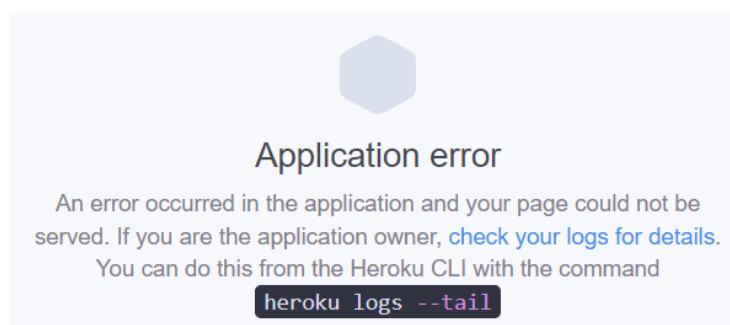 Application error
An error occurred in the application and your page could not be
served. If you are the application owner, check your logs for details.
You can do this from the Heroku CLI with the command
heroku logs --tail